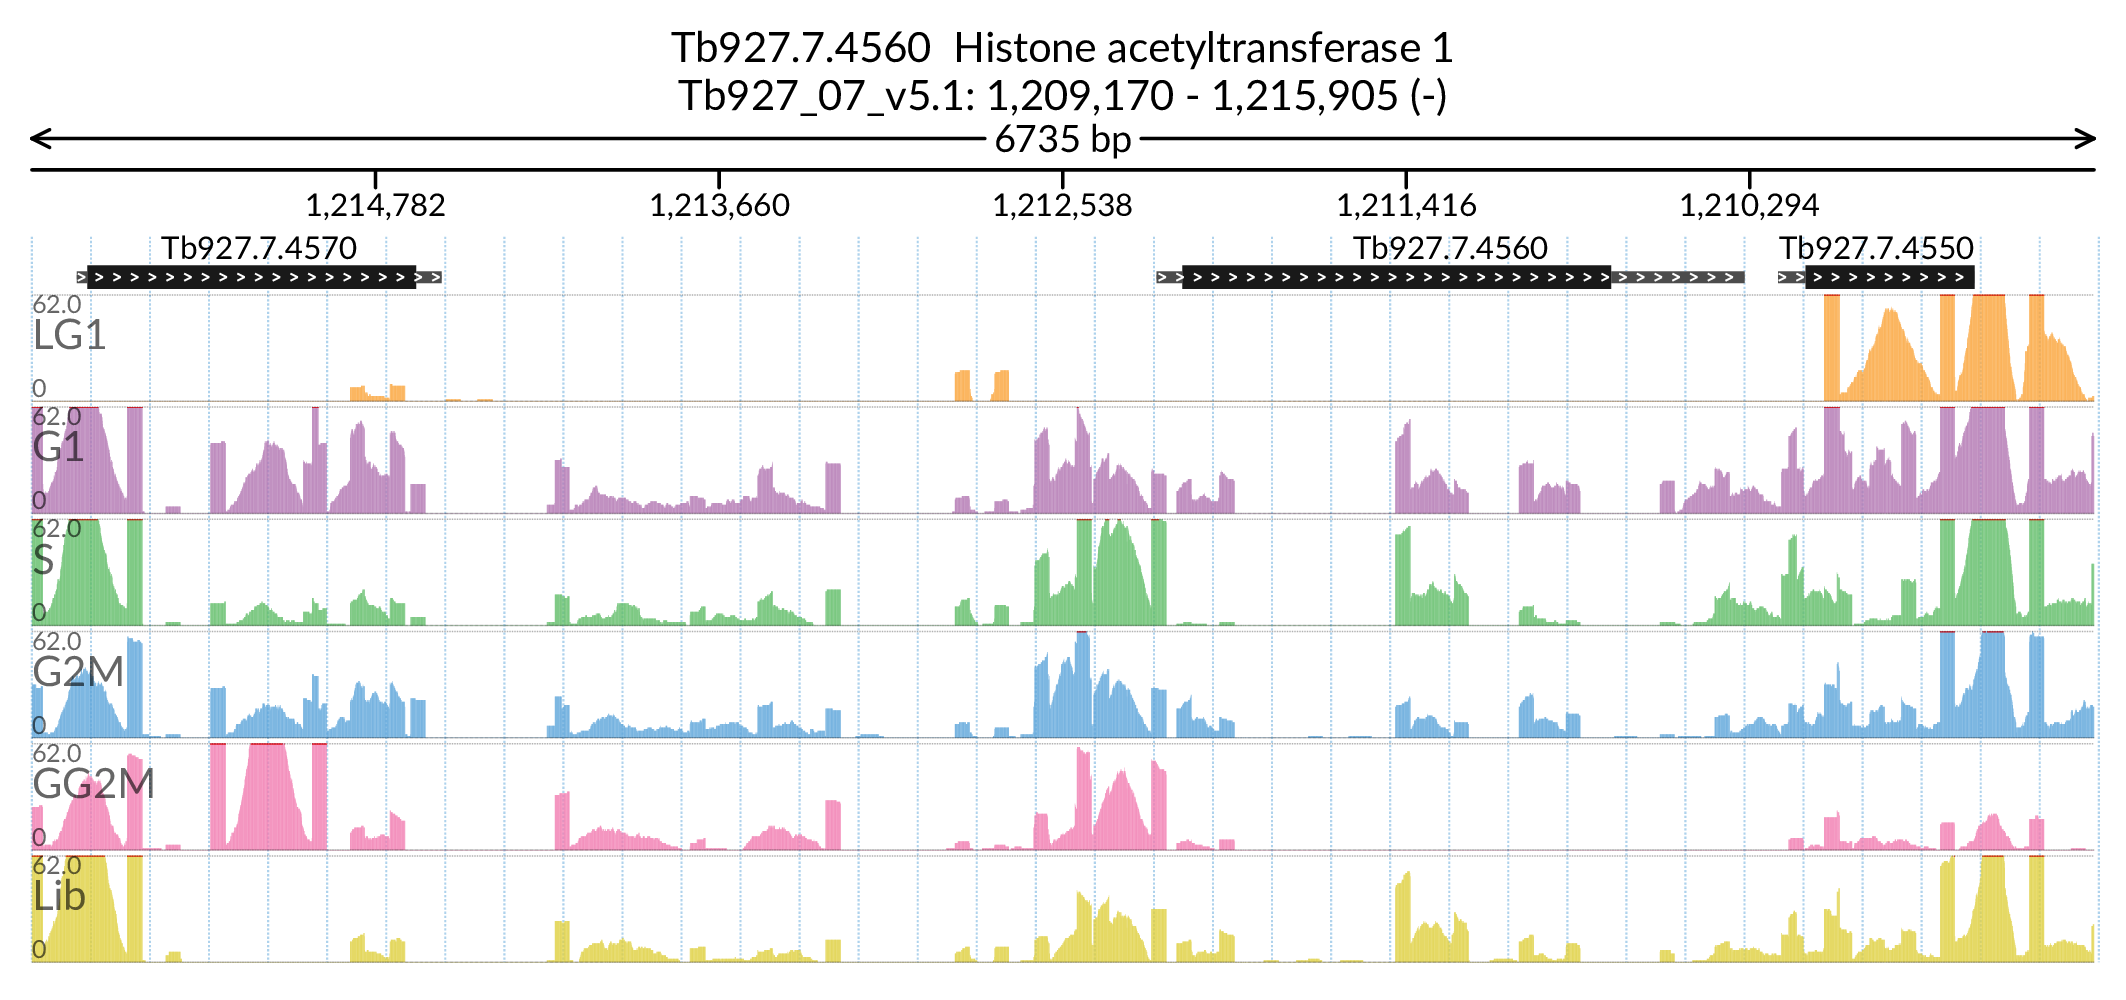 Tb927.7.4560 Histone acetyltransferase 1
Tb927_07_v5.1: 1,209,170 - 1,215,905 (-)
6735 bp
1,214,782 1,213,660 1,212,538 1,211,416 1,210,294
Tb927.7.4570 Tb927.7.4560 Tb927.7.4550
62.0
LG1
0
62.0
G1
0
62.0
S
0
62.0
G2M
0
62.0
GG2M
0
62.0
Lib
0